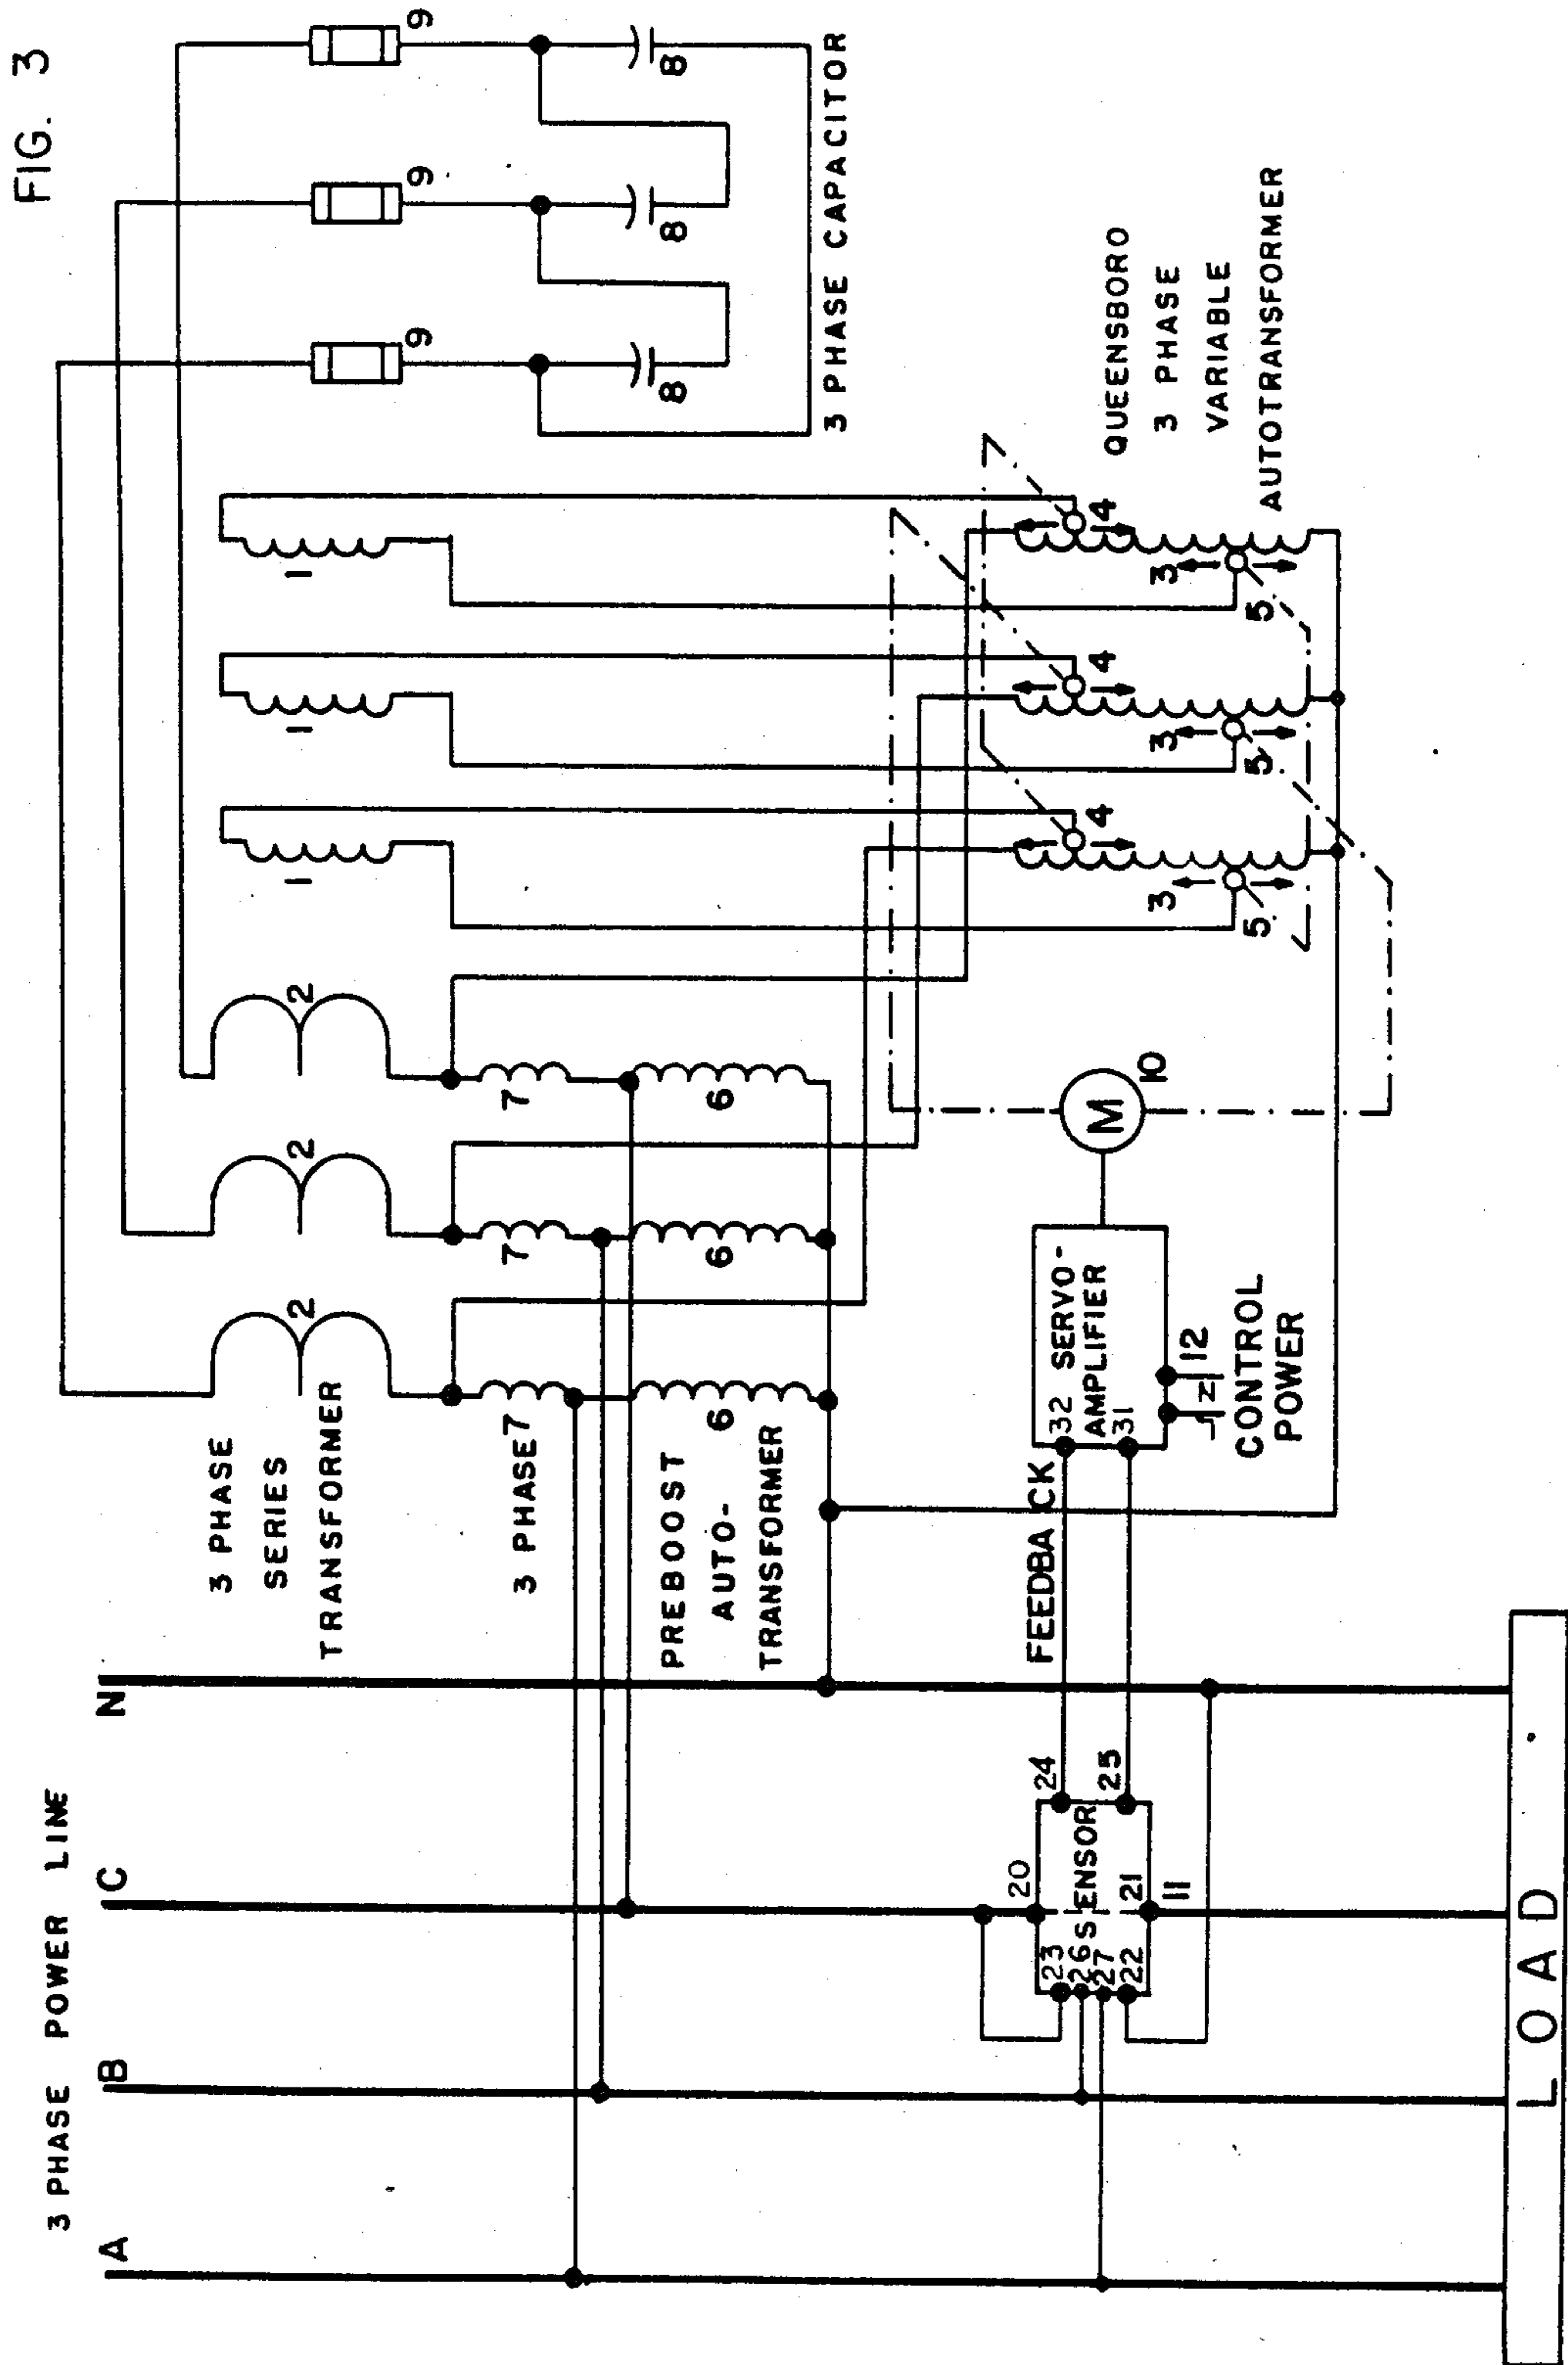 FIG. 3
3 PHASE POWER LINE
A
B
C
N
3 PHASE
SERIES
TRANSFORMER
2
2
2
1
1
1
9
9
9
8
8
8
3 PHASE CAPACITOR
3 PHASE
7
7
7
PREBOOST
AUTO-
TRANSFORMER
6
6
6
QUEENSBORO
3 PHASE
VARIABLE
AUTOTRANSFORMER
4
4
4
3
3
3
5
5
5
FEEDBACK
32 SERVO-
AMPLIFIER
31
12
CONTROL
POWER
M
10
20
23
26
27
22
SENSOR
24
25
21
11
LOAD